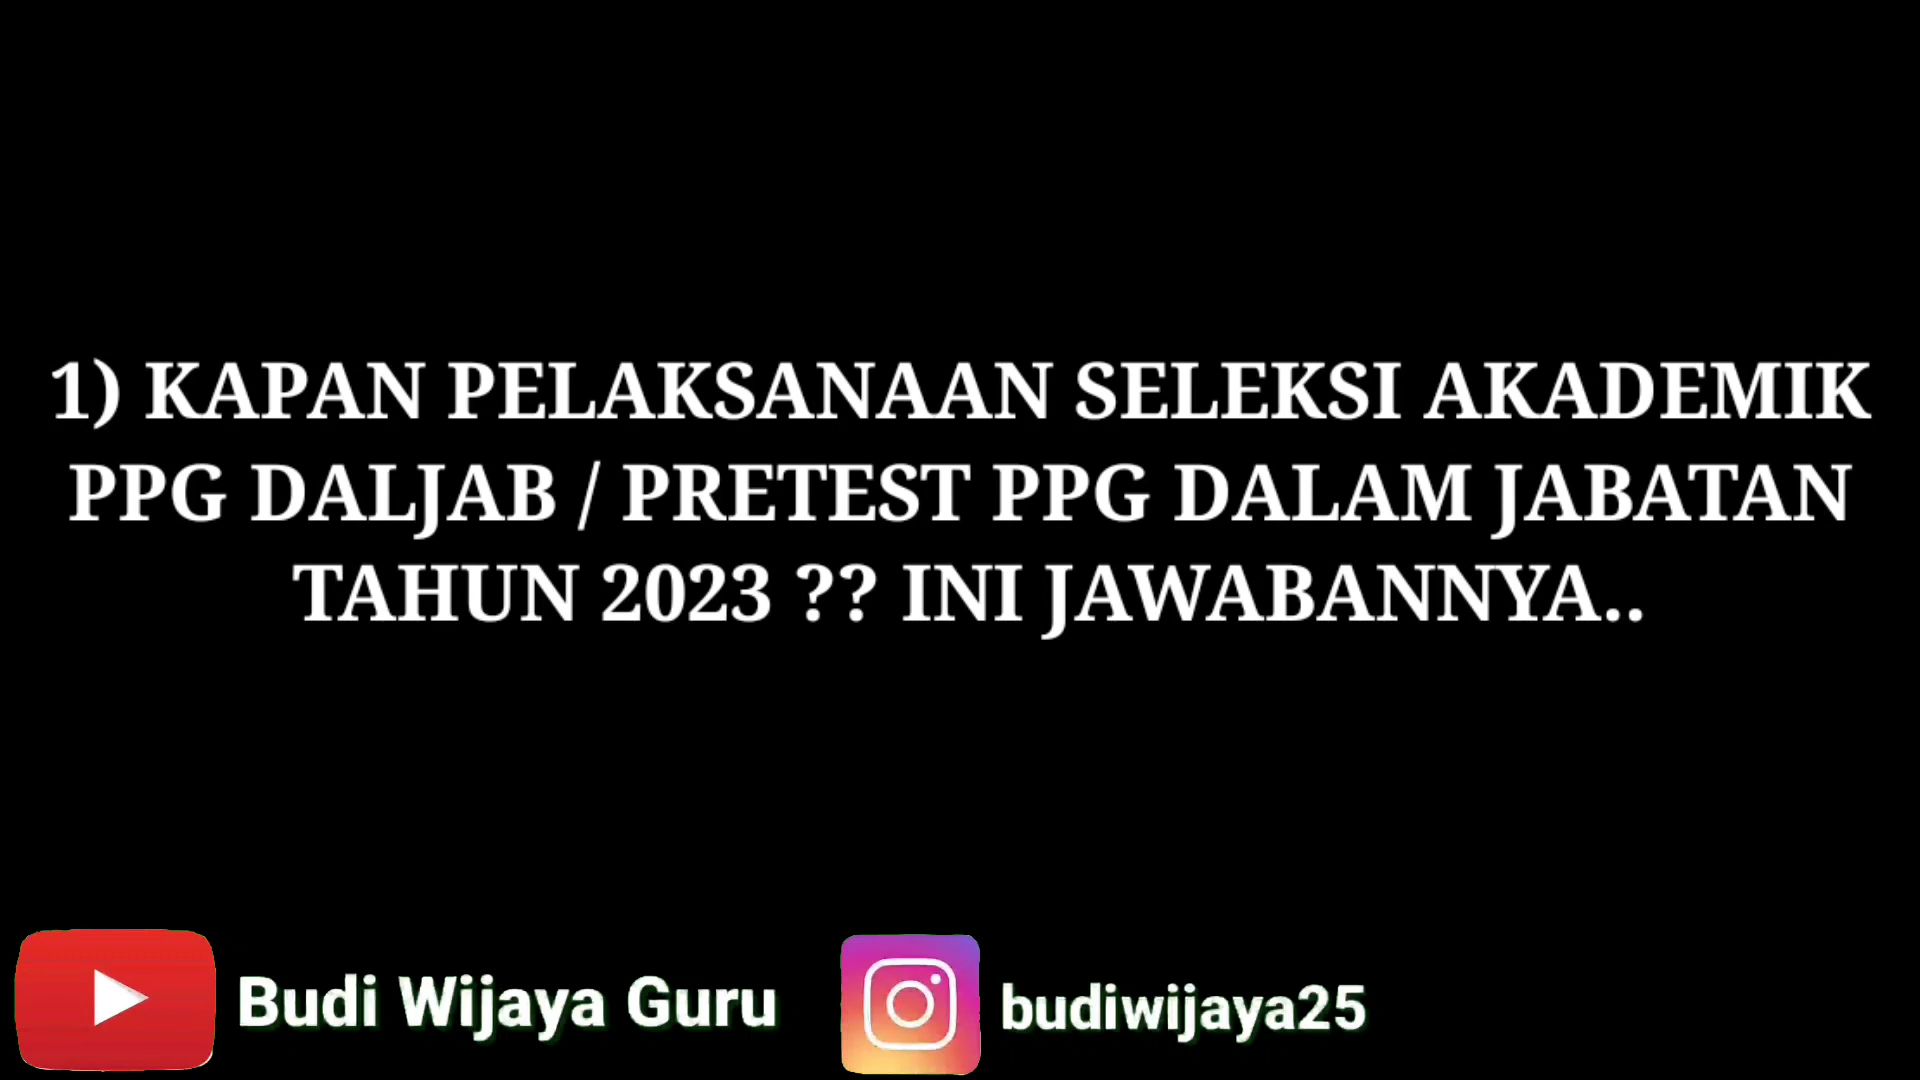 1) KAPAN PELAKSANAAN SELEKSI AKADEMIK
PPG DALJAB / PRETEST PPG DALAM JABATAN
TAHUN 2023 ?? INI JAWABANNYA..
Budi Wijaya Guru
budiwijaya25